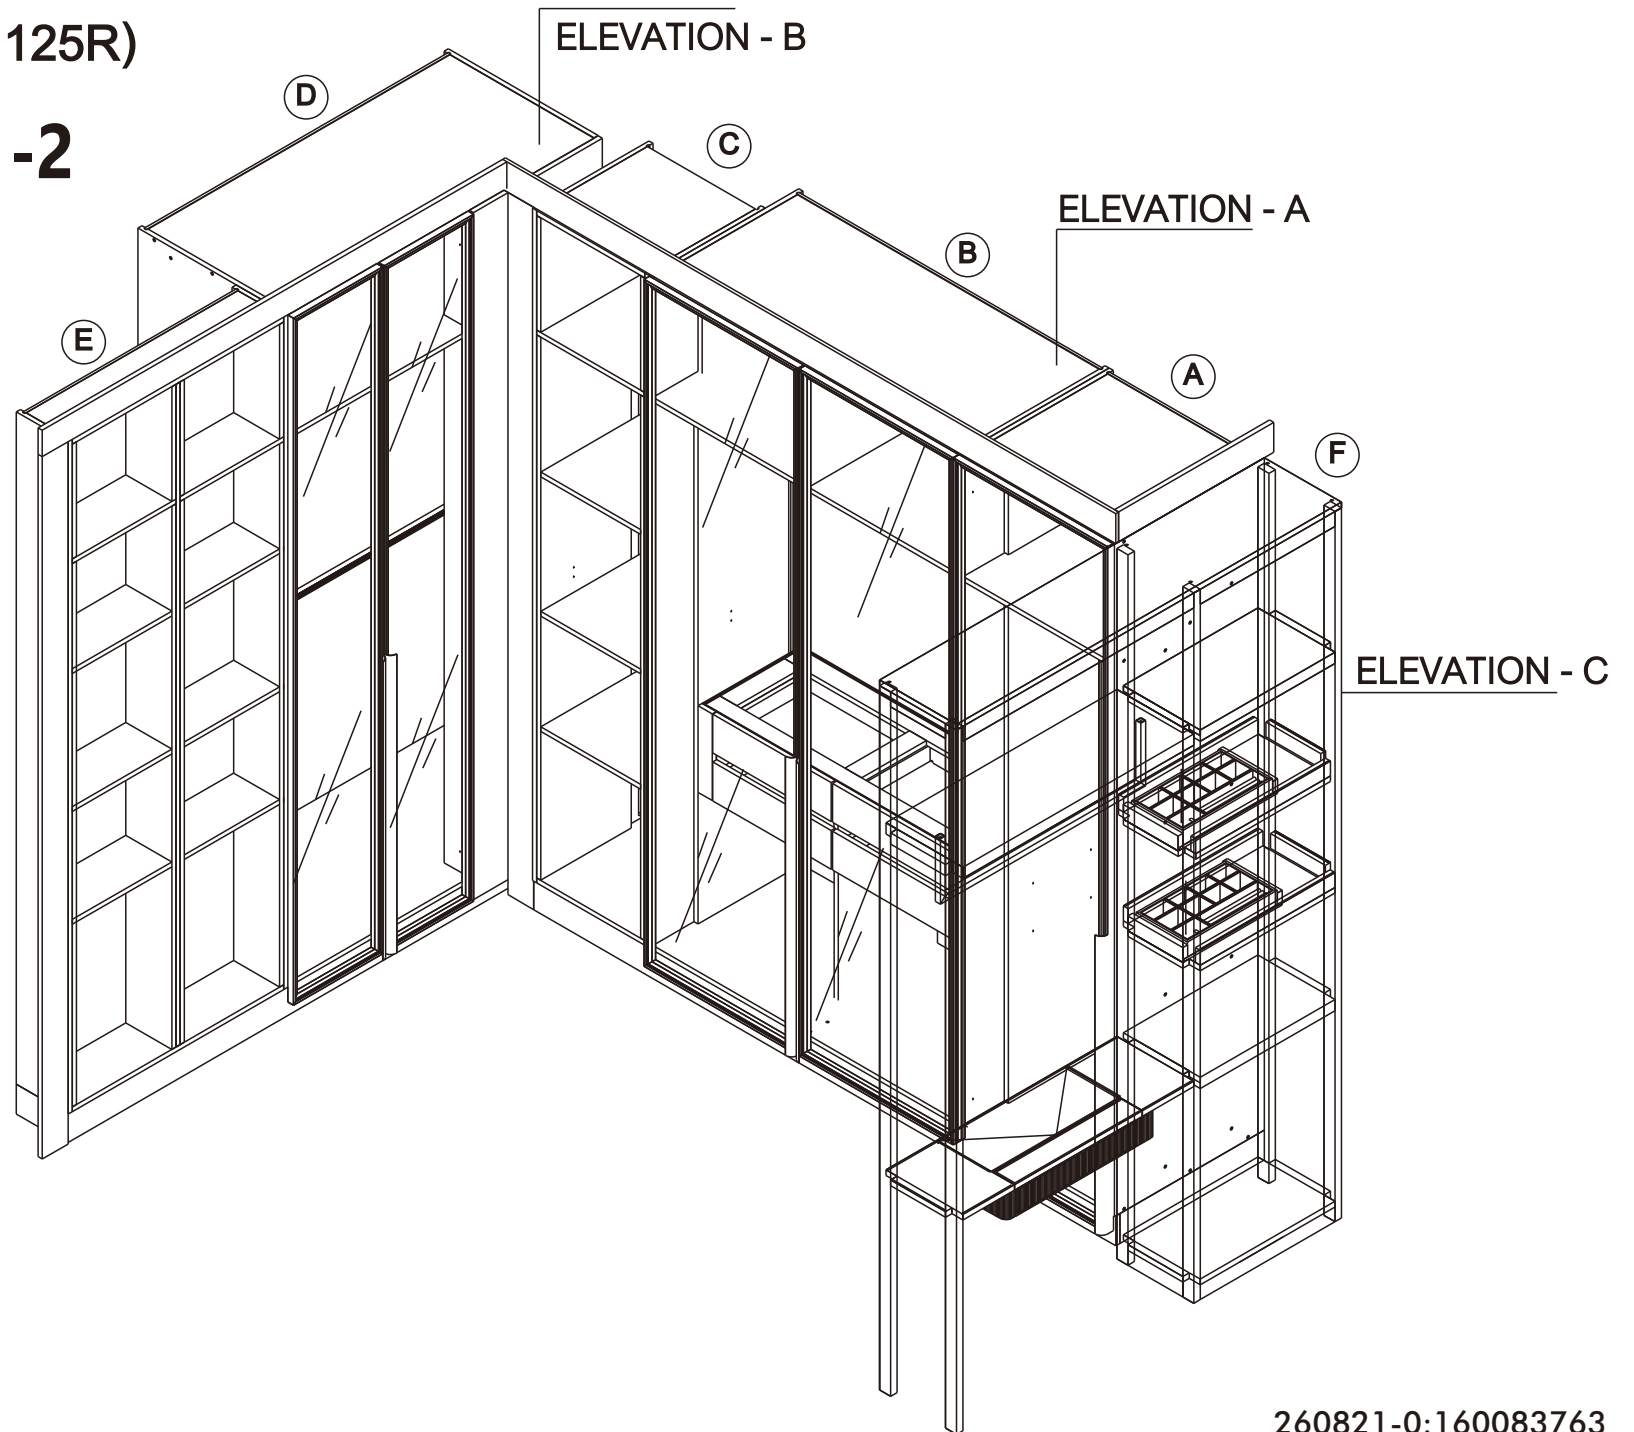 125R)
ELEVATION - B
D
-2
C
ELEVATION - A
B
E
A
F
ELEVATION - C
260821-0:160083763